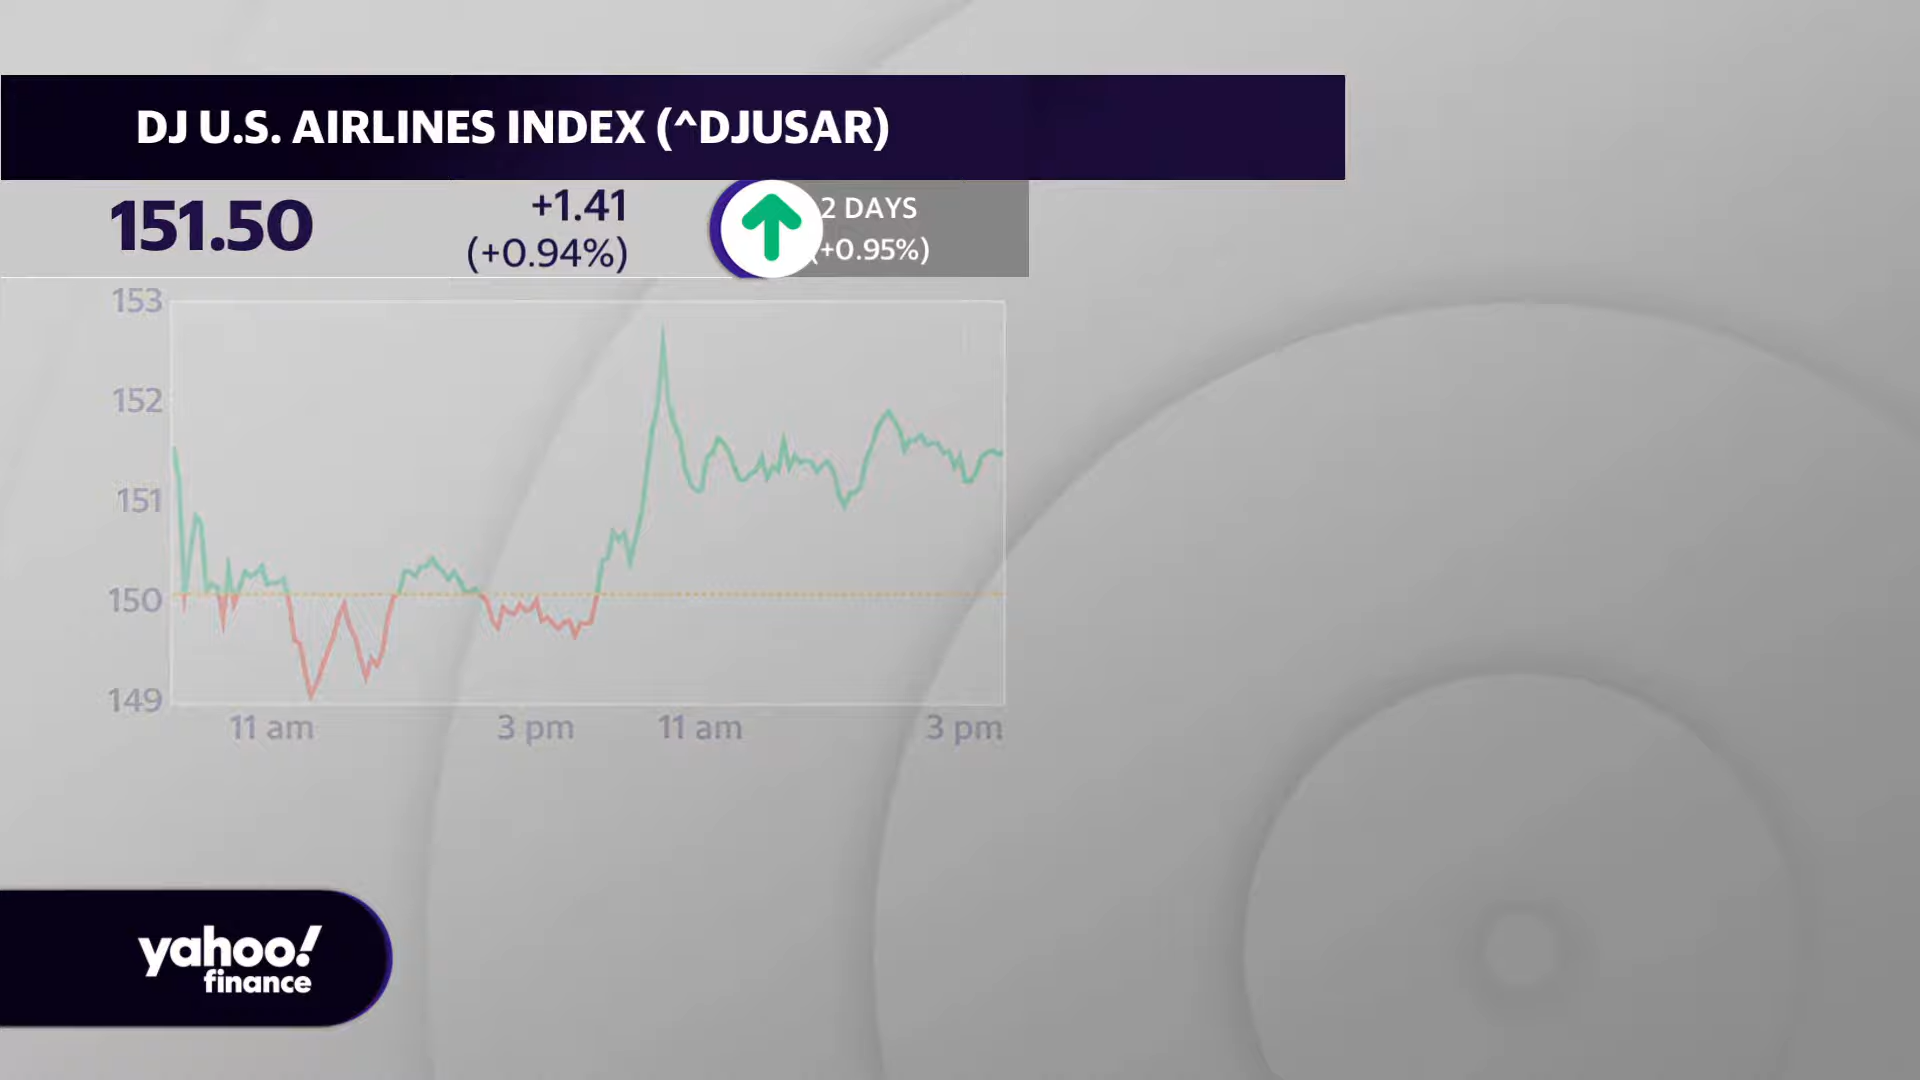 DJ U.S. AIRLINES INDEX (^DJUSAR)
151.50
+1.41
(+0.94%)
2 DAYS
(+0.95%)
153
152
151
150
149
11 am
3 pm
11 am
3 pm
yahoo!
finance